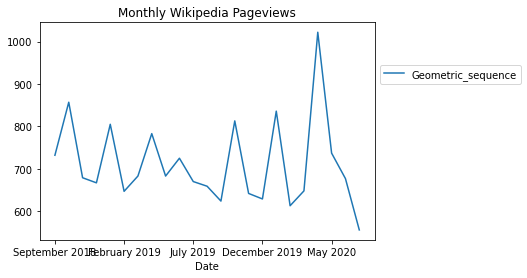 Monthly Wikipedia Pageviews
1000
900
800
700
600
Geometric_sequence
September 2018 February 2019 July 2019 December 2019 May 2020
Date